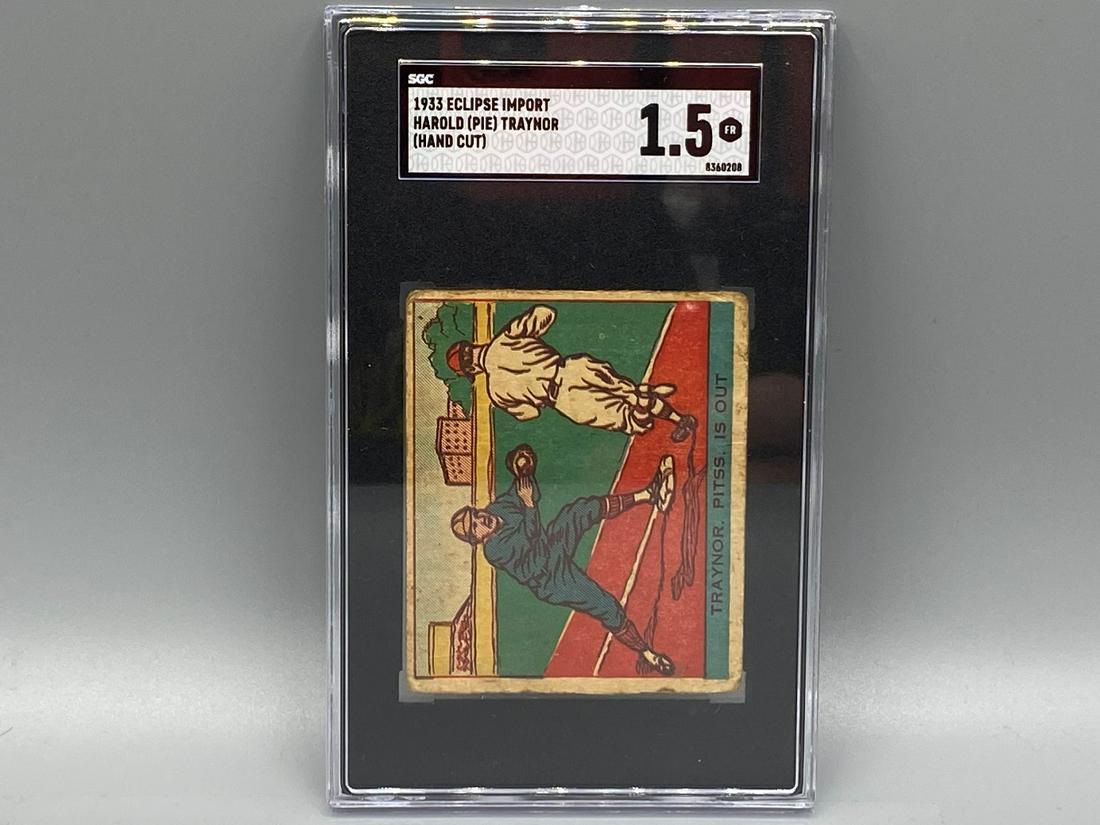 SGC
1933 ECLIPSE IMPORT
HAROLD (PIE) TRAYNOR
(HAND CUT)
1.5
FR
8360208
TRAYNOR. PITSS. IS OUT